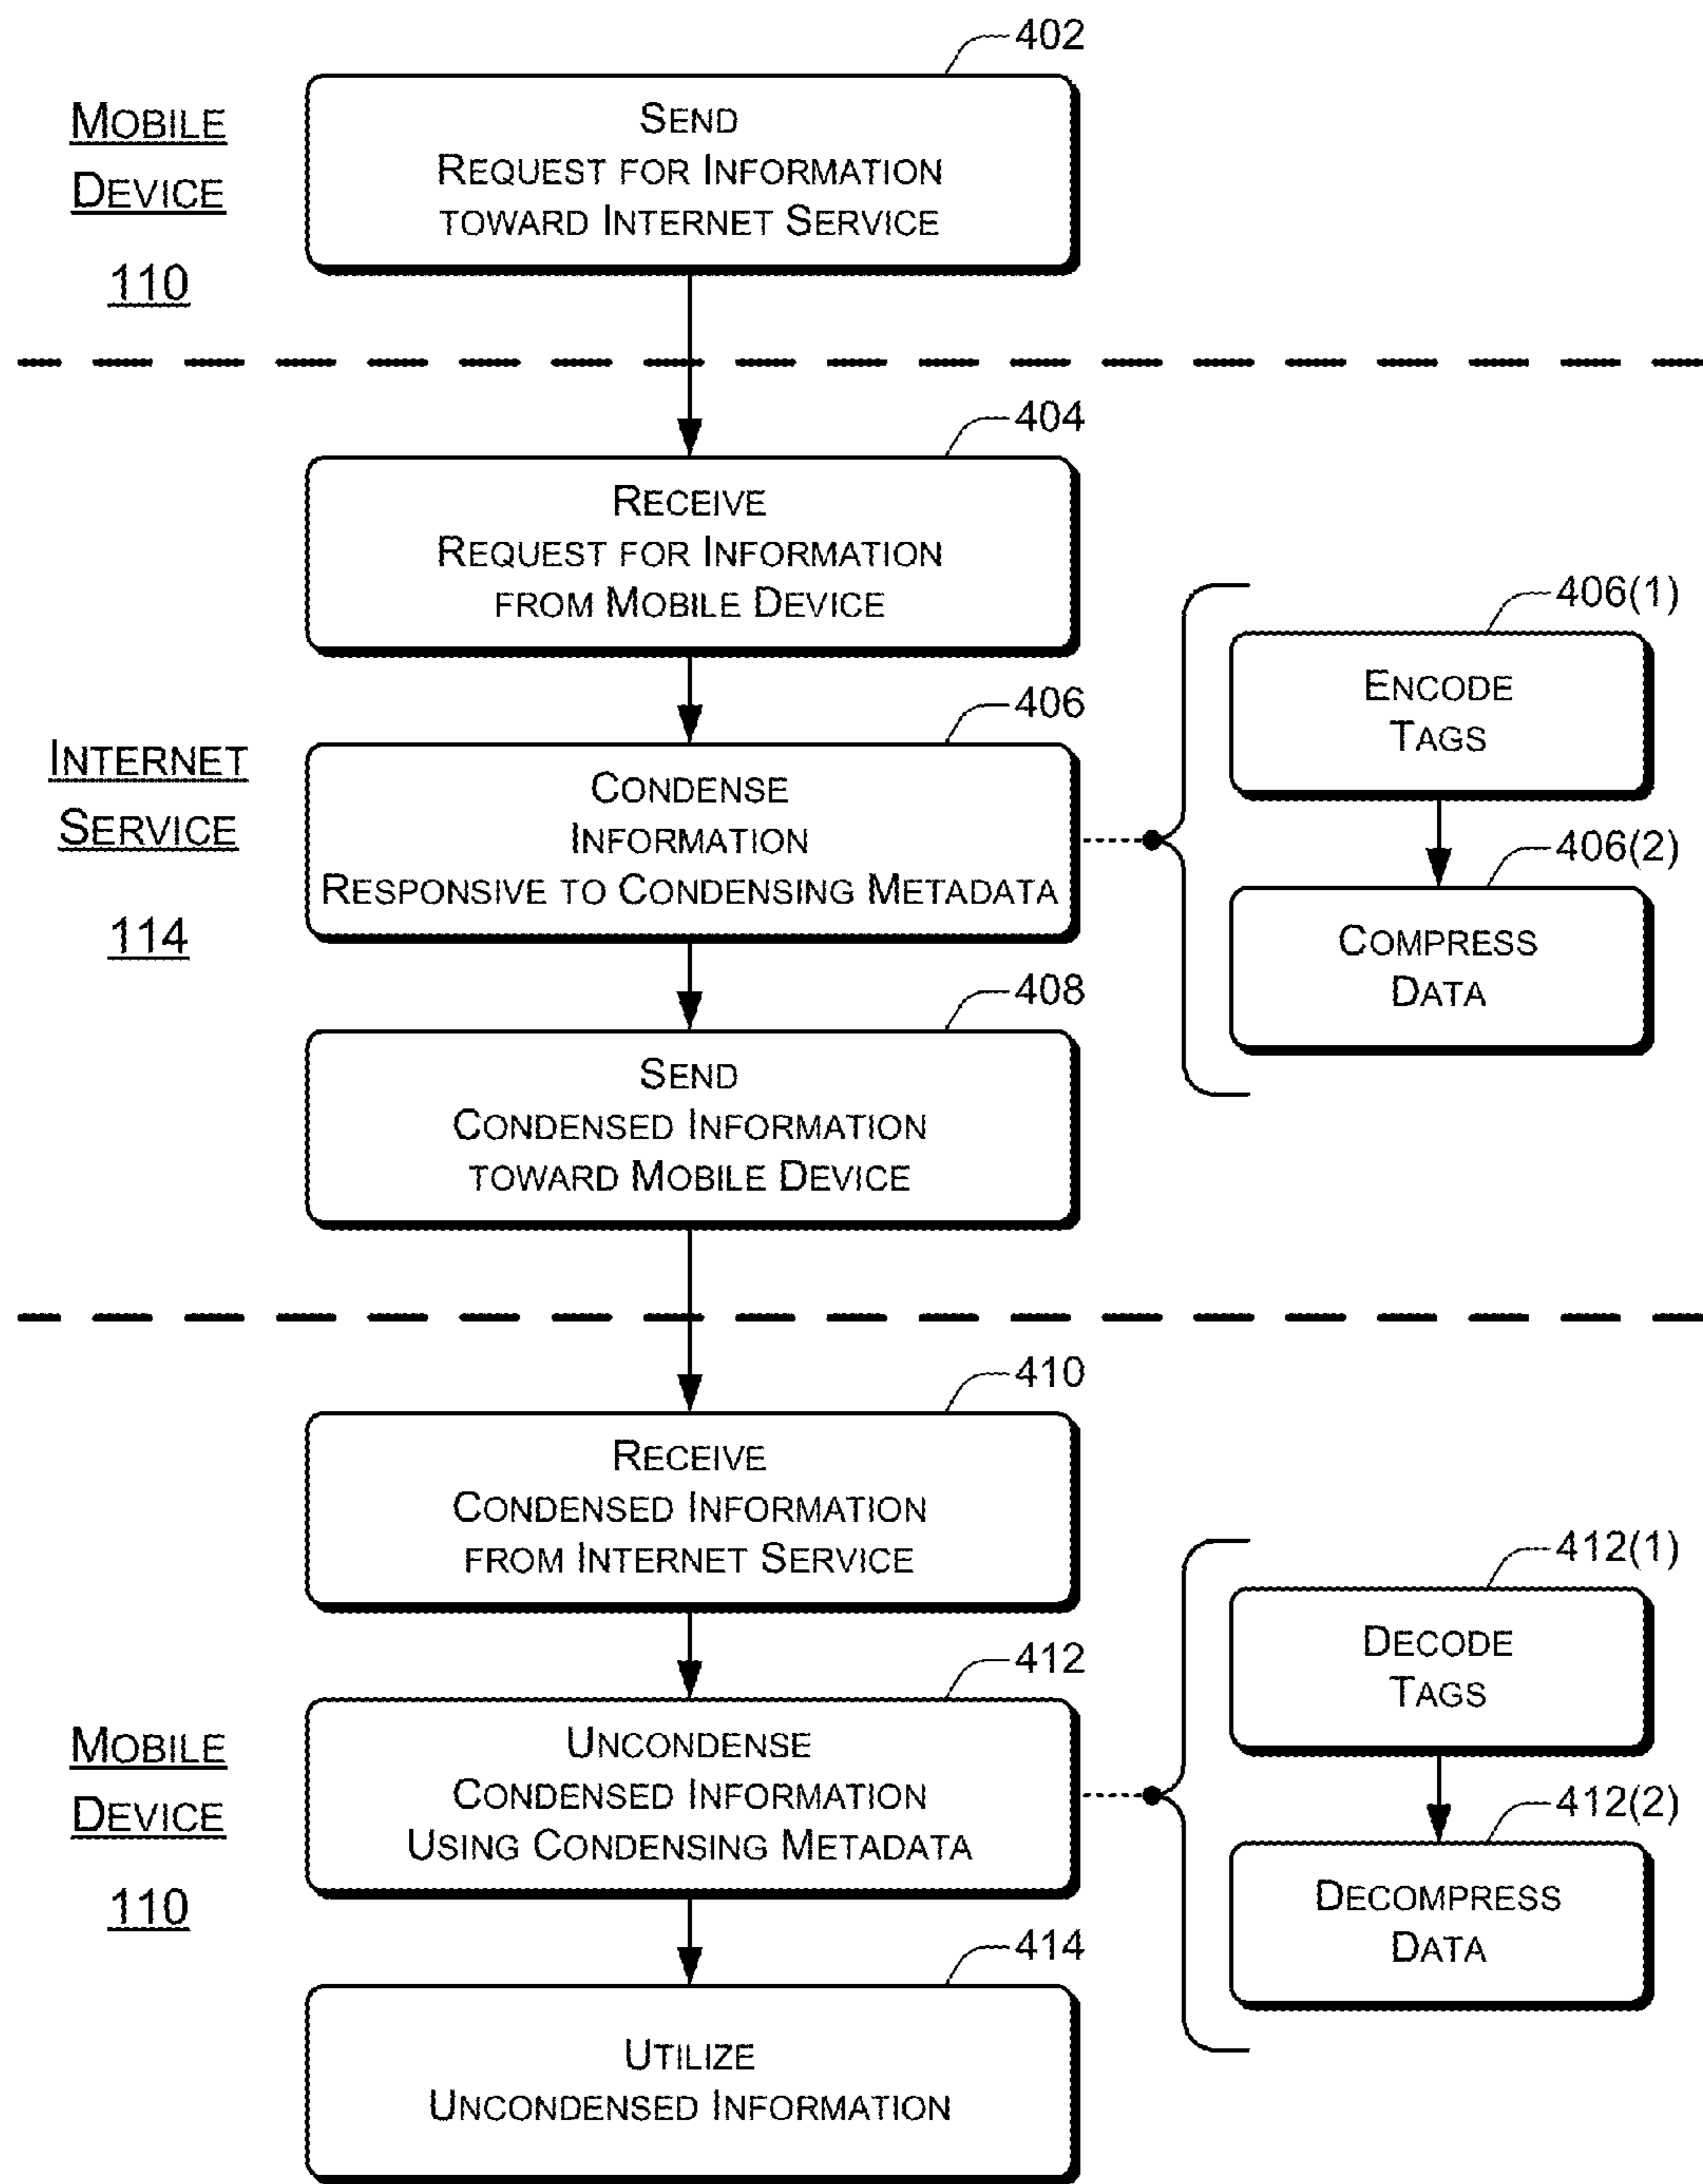 402
MOBILE
DEVICE
110
SEND
REQUEST FOR INFORMATION
TOWARD INTERNET SERVICE
404
RECEIVE
REQUEST FOR INFORMATION
FROM MOBILE DEVICE
INTERNET
SERVICE
114
406
CONDENSE
INFORMATION
RESPONSIVE TO CONDENSING METADATA
406(1)
ENCODE
TAGS
406(2)
COMPRESS
DATA
408
SEND
CONDENSED INFORMATION
TOWARD MOBILE DEVICE
410
RECEIVE
CONDENSED INFORMATION
FROM INTERNET SERVICE
MOBILE
DEVICE
110
412
UNCONDENSE
CONDENSED INFORMATION
USING CONDENSING METADATA
412(1)
DECODE
TAGS
412(2)
DECOMPRESS
DATA
414
UTILIZE
UNCONDENSED INFORMATION